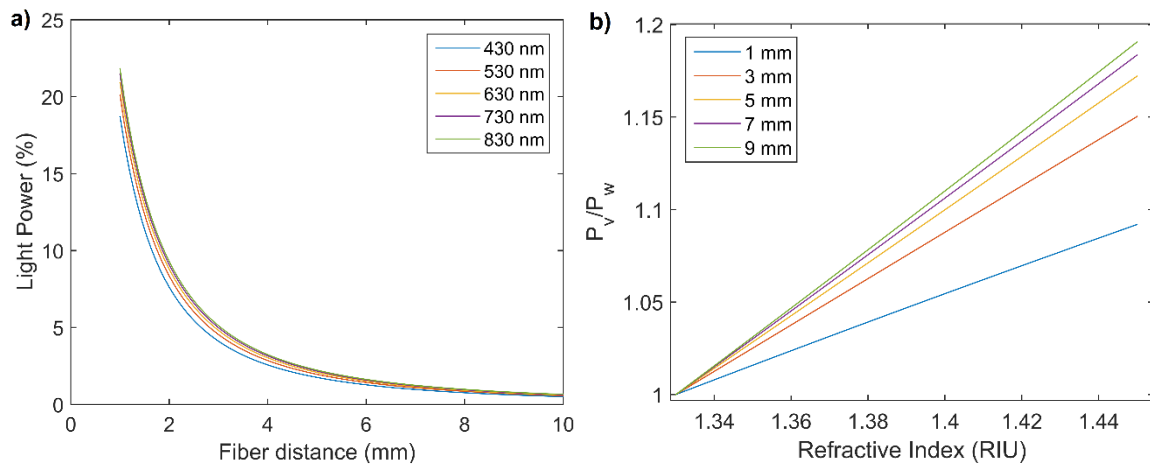 a)
25
20
15
10
5
0
Light Power (%)
430 nm
530 nm
630 nm
730 nm
830 nm
0 2 4 6 8 10
Fiber distance (mm)
b)
1.2
1.15
1.1
1.05
1
P_v/P_w
1 mm
3 mm
5 mm
7 mm
9 mm
1.34 1.36 1.38 1.4 1.42 1.44
Refractive Index (RIU)